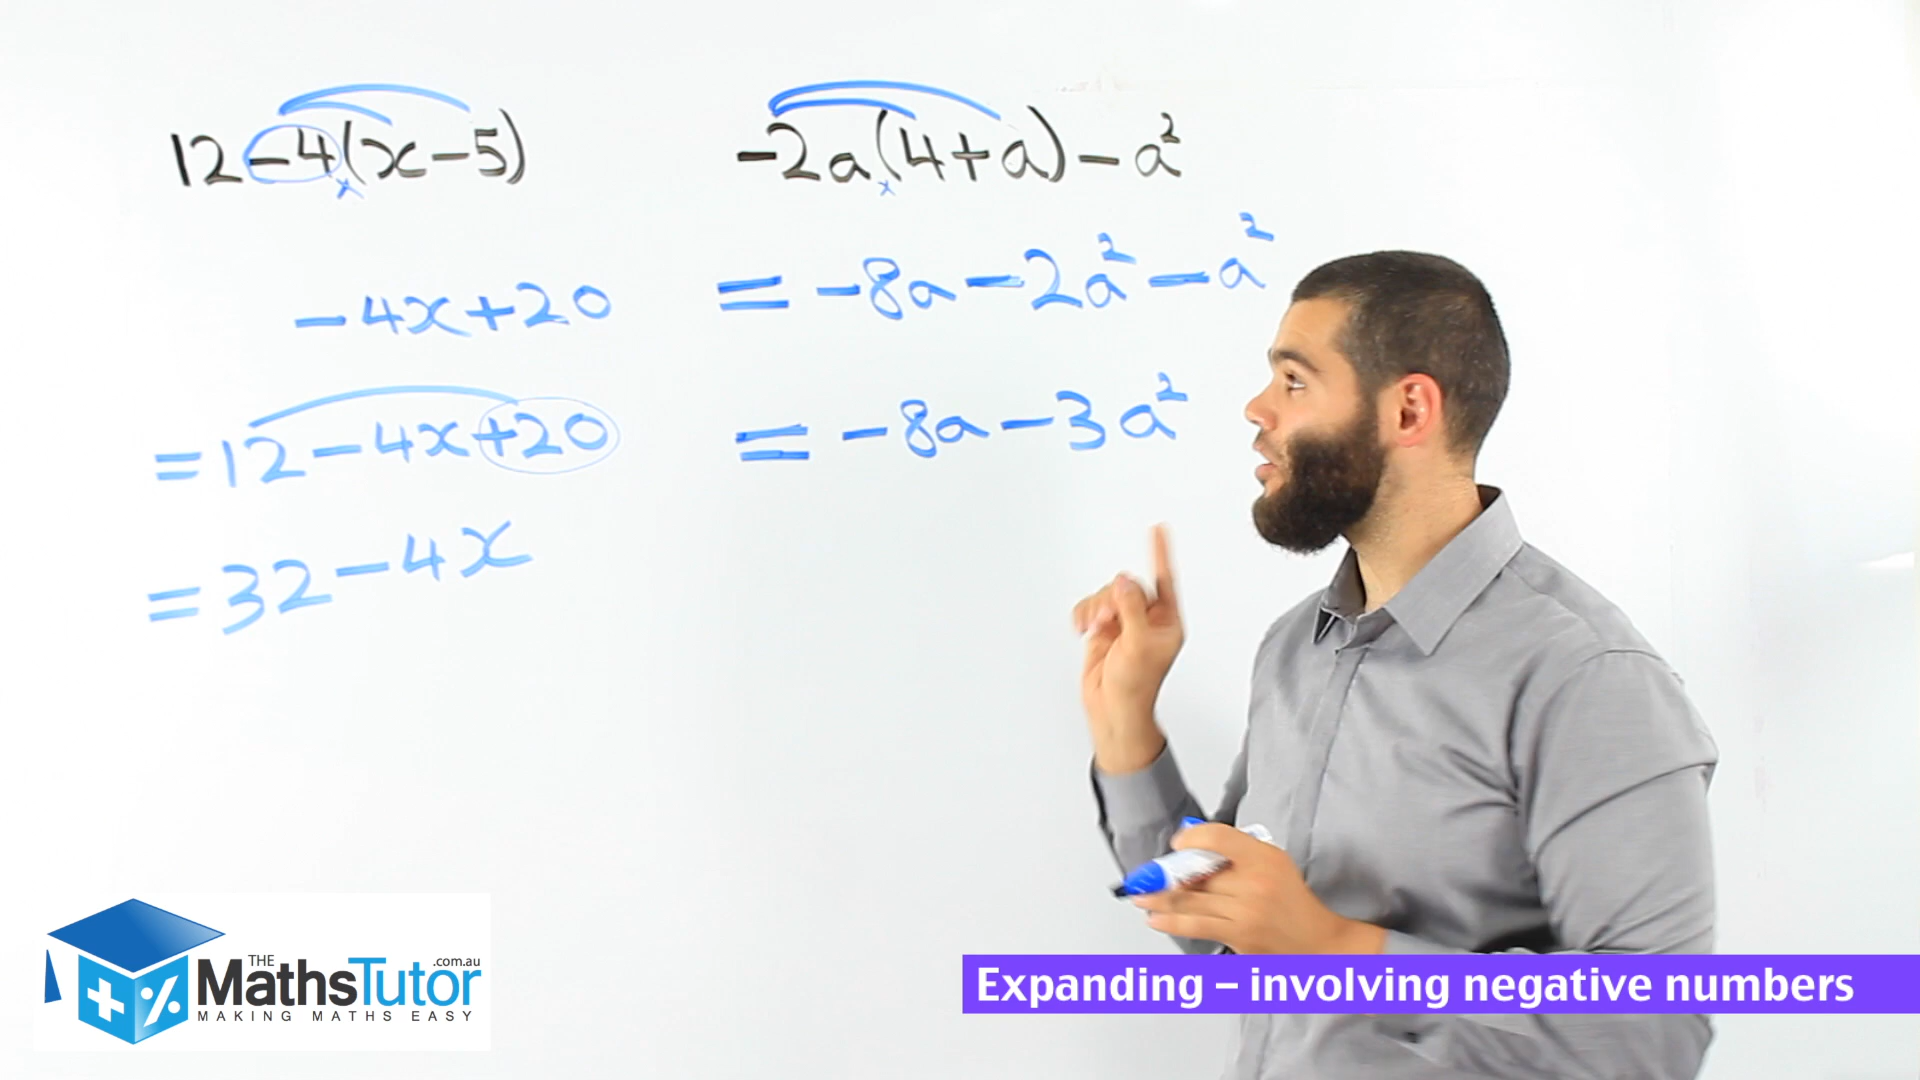 12 -4(x-5)
×
-4x+20
= 12 - 4x + 20
= 32 - 4x
-2a(4+a) - a²
×
= -8a - 2a² - a²
= -8a - 3a²
THE
MathsTutor
.com.au
MAKING MATHS EASY
Expanding – involving negative numbers